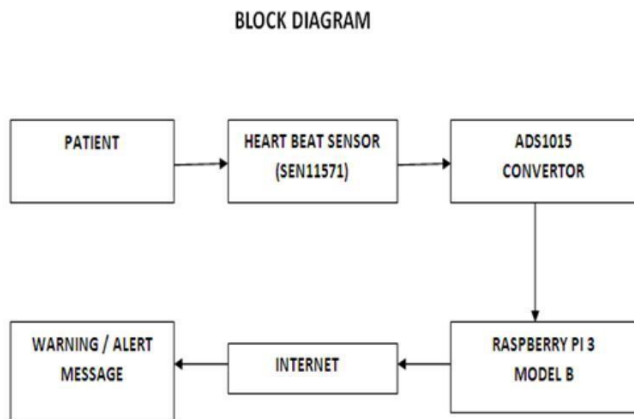 BLOCK DIAGRAM
PATIENT
HEART BEAT SENSOR
(SEN11571)
ADS1015
CONVERTOR
WARNING / ALERT
MESSAGE
INTERNET
RASPBERRY PI 3
MODEL B